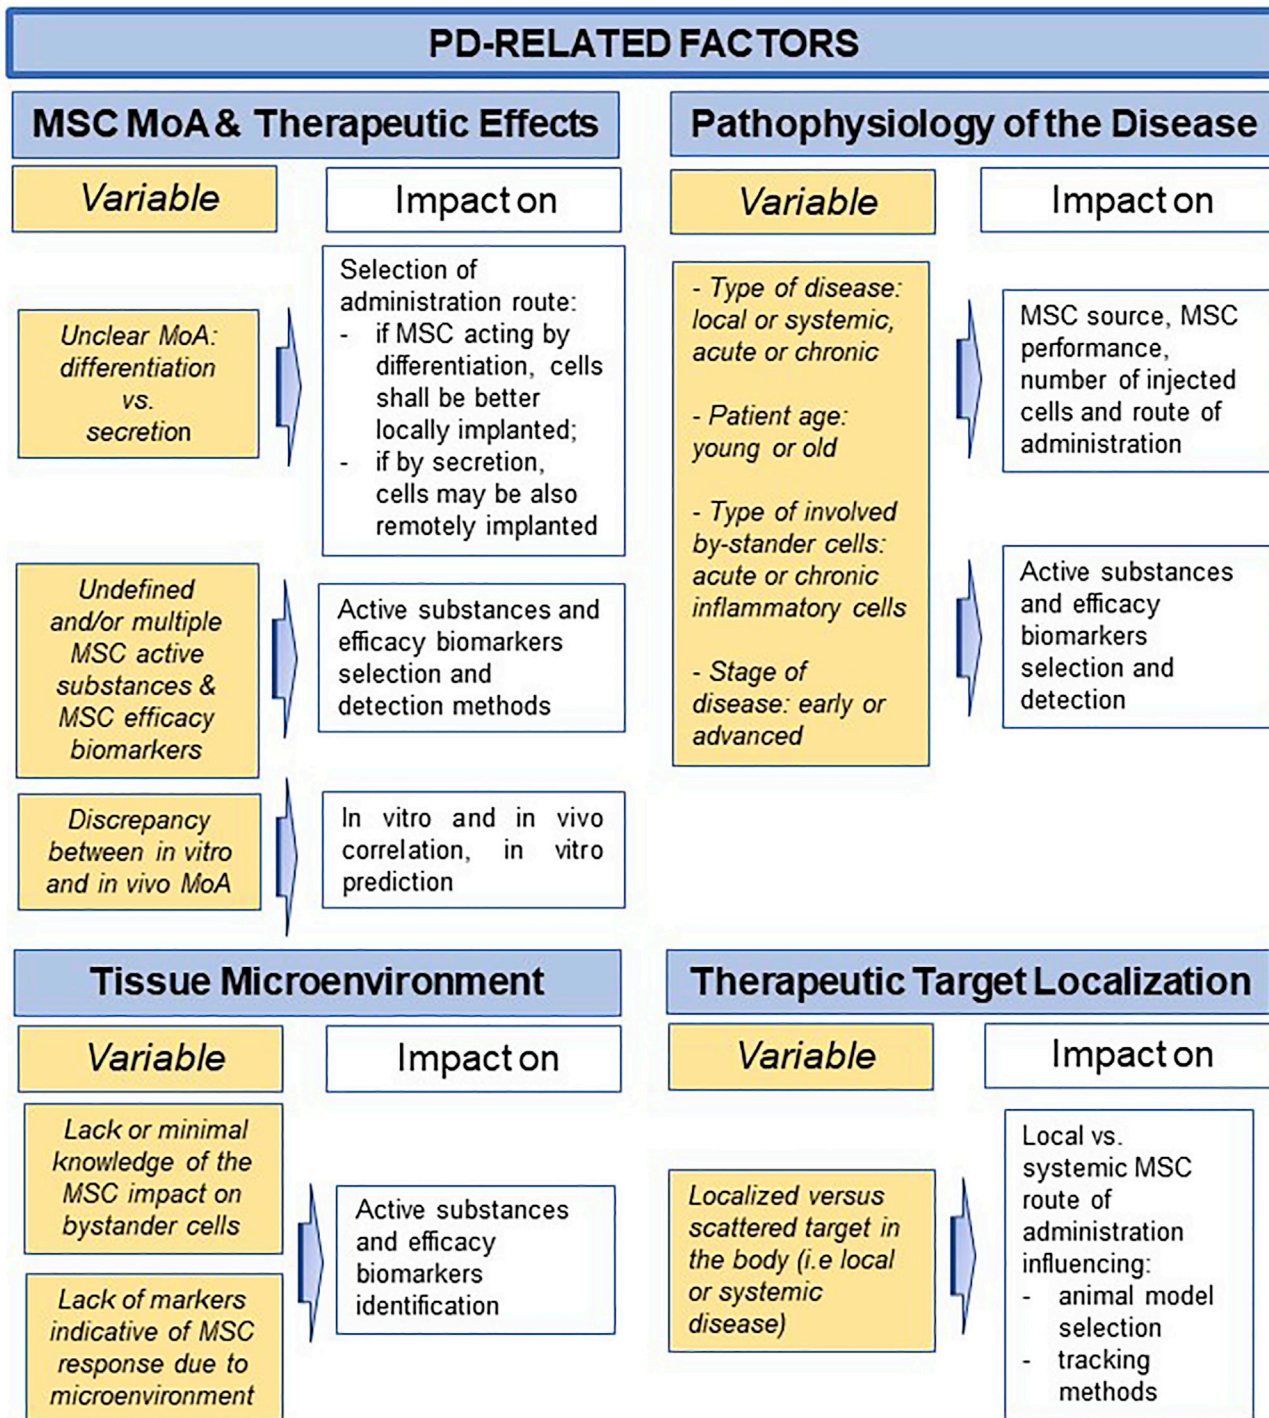 PD-RELATED FACTORS
MSC MoA & Therapeutic Effects
Variable
Impact on
Unclear MoA:
differentiation
vs.
secretion
Selection of
administration route:
- if MSC acting by
differentiation, cells
shall be better
locally implanted;
- if by secretion,
cells may be also
remotely implanted
Undefined
and/or multiple
MSC active
substances &
MSC efficacy
biomarkers
Active substances and
efficacy biomarkers
selection and
detection methods
Discrepancy
between in vitro
and in vivo MoA
In vitro and in vivo
correlation, in vitro
prediction
Pathophysiology of the Disease
Variable
Impact on
- Type of disease:
local or systemic,
acute or chronic
- Patient age:
young or old
- Type of involved
by-stander cells:
acute or chronic
inflammatory cells
- Stage of
disease: early or
advanced
MSC source, MSC
performance,
number of injected
cells and route of
administration
Active substances
and efficacy
biomarkers
selection and
detection
Tissue Microenvironment
Variable
Impact on
Lack or minimal
knowledge of the
MSC impact on
bystander cells
Lack of markers
indicative of MSC
response due to
microenvironment
Active substances
and efficacy
biomarkers
identification
Therapeutic Target Localization
Variable
Impact on
Localized versus
scattered target in
the body (i.e local
or systemic
disease)
Local vs.
systemic MSC
route of
administration
influencing:
- animal model
selection
- tracking
methods